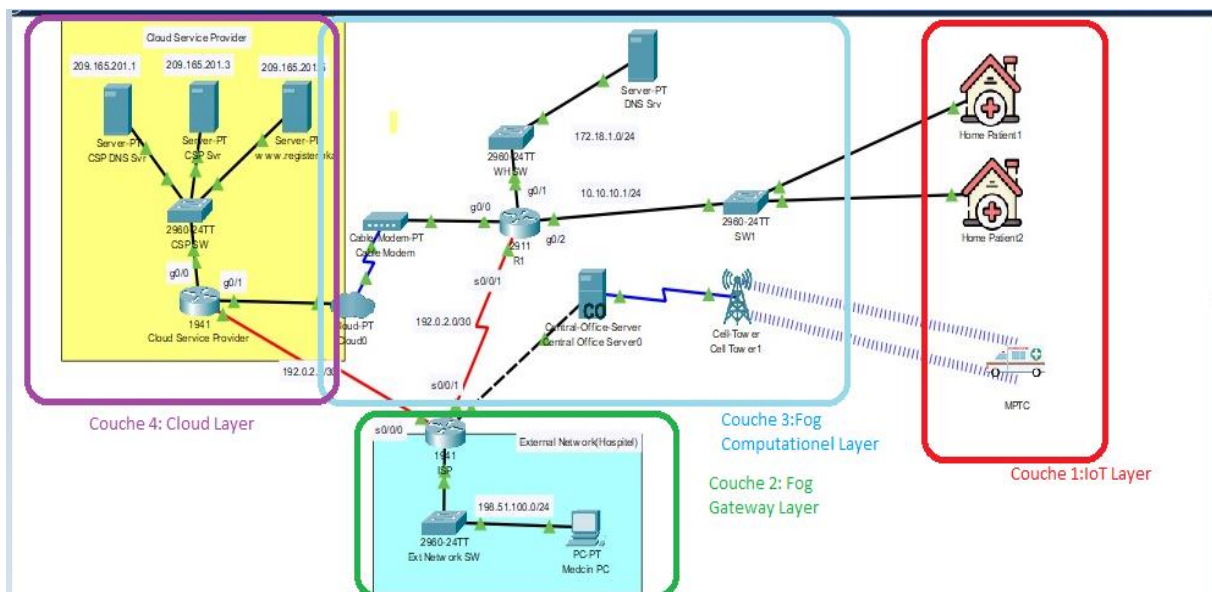 Cloud Service Provider
209.165.201.1
209.165.201.3
Server-PT
CSP DNS Svr
Server-PT
CSP Svr
Server-PT
2960-24TT
CSP SW
g0/0
g0/1
1941
Cloud Service Provider
Couche 4: Cloud Layer
Server-PT
DNS Srv
172.18.1.0/24
2960-24TT
WH SW
g0/1
g0/0
2911
R1
g0/2
10.10.10.1/24
2960-24TT
SW1
Cable-Modem-PT
Cable Modem
Cloud-PT
Cloud0
s0/0/1
192.0.2.0/30
s0/0/1
CO
Central-Office-Server
Central Office Server0
Cell-Tower
Cell Tower1
Couche 3:Fog
Computationel Layer
Home Patient1
Home Patient2
MPTC
Couche 1:IoT Layer
s0/0/0
1941
ISP
External Network(Hospitel)
198.51.100.0/24
2960-24TT
Ext Network SW
PC-PT
Medcin PC
Couche 2: Fog
Gateway Layer